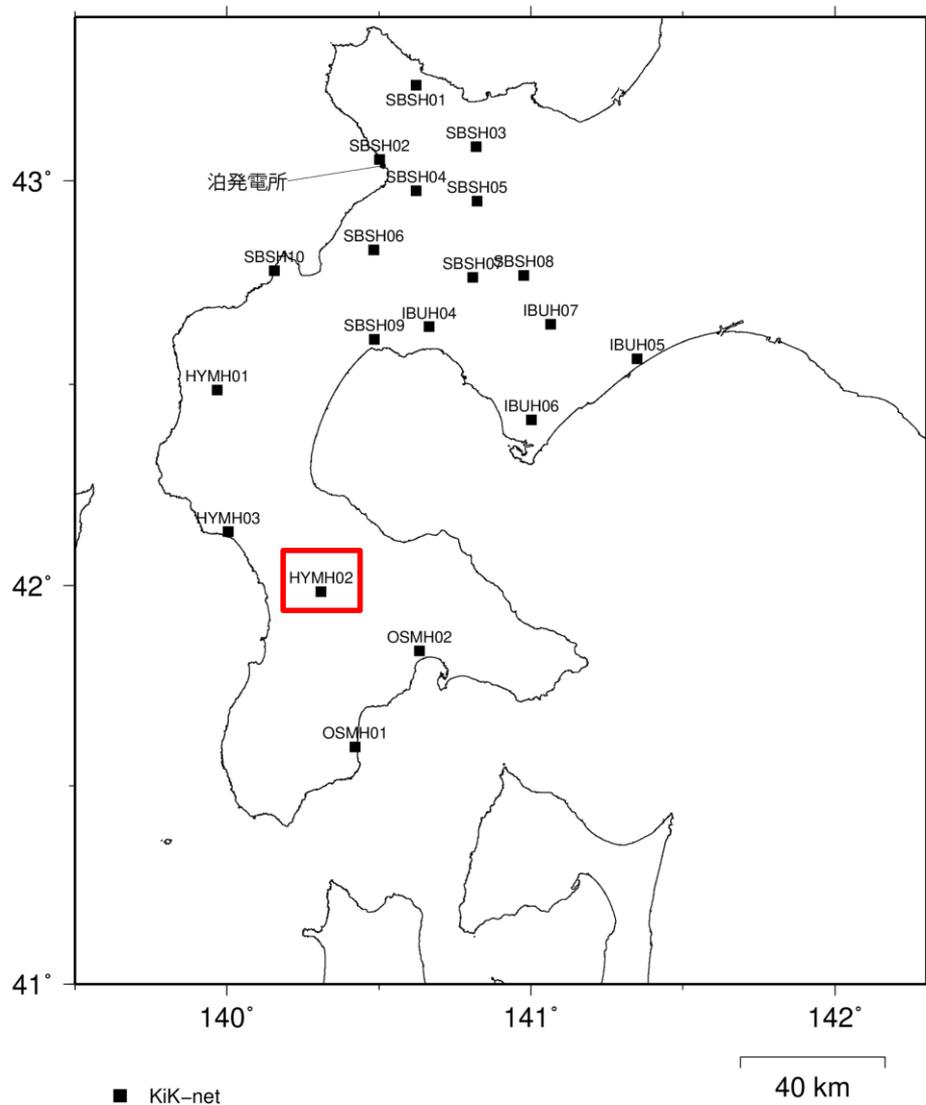 SBSH01
SBSH03
SBSH02
43°
泊発電所
SBSH04
SBSH05
SBSH06
SBSH10
SBSH07
SBSH08
IBUH04
IBUH07
SBSH09
IBUH05
HYMH01
IBUH06
HYMH03
42°
HYMH02
OSMH02
OSMH01
41°
140°
141°
142°
KiK-net
40 km